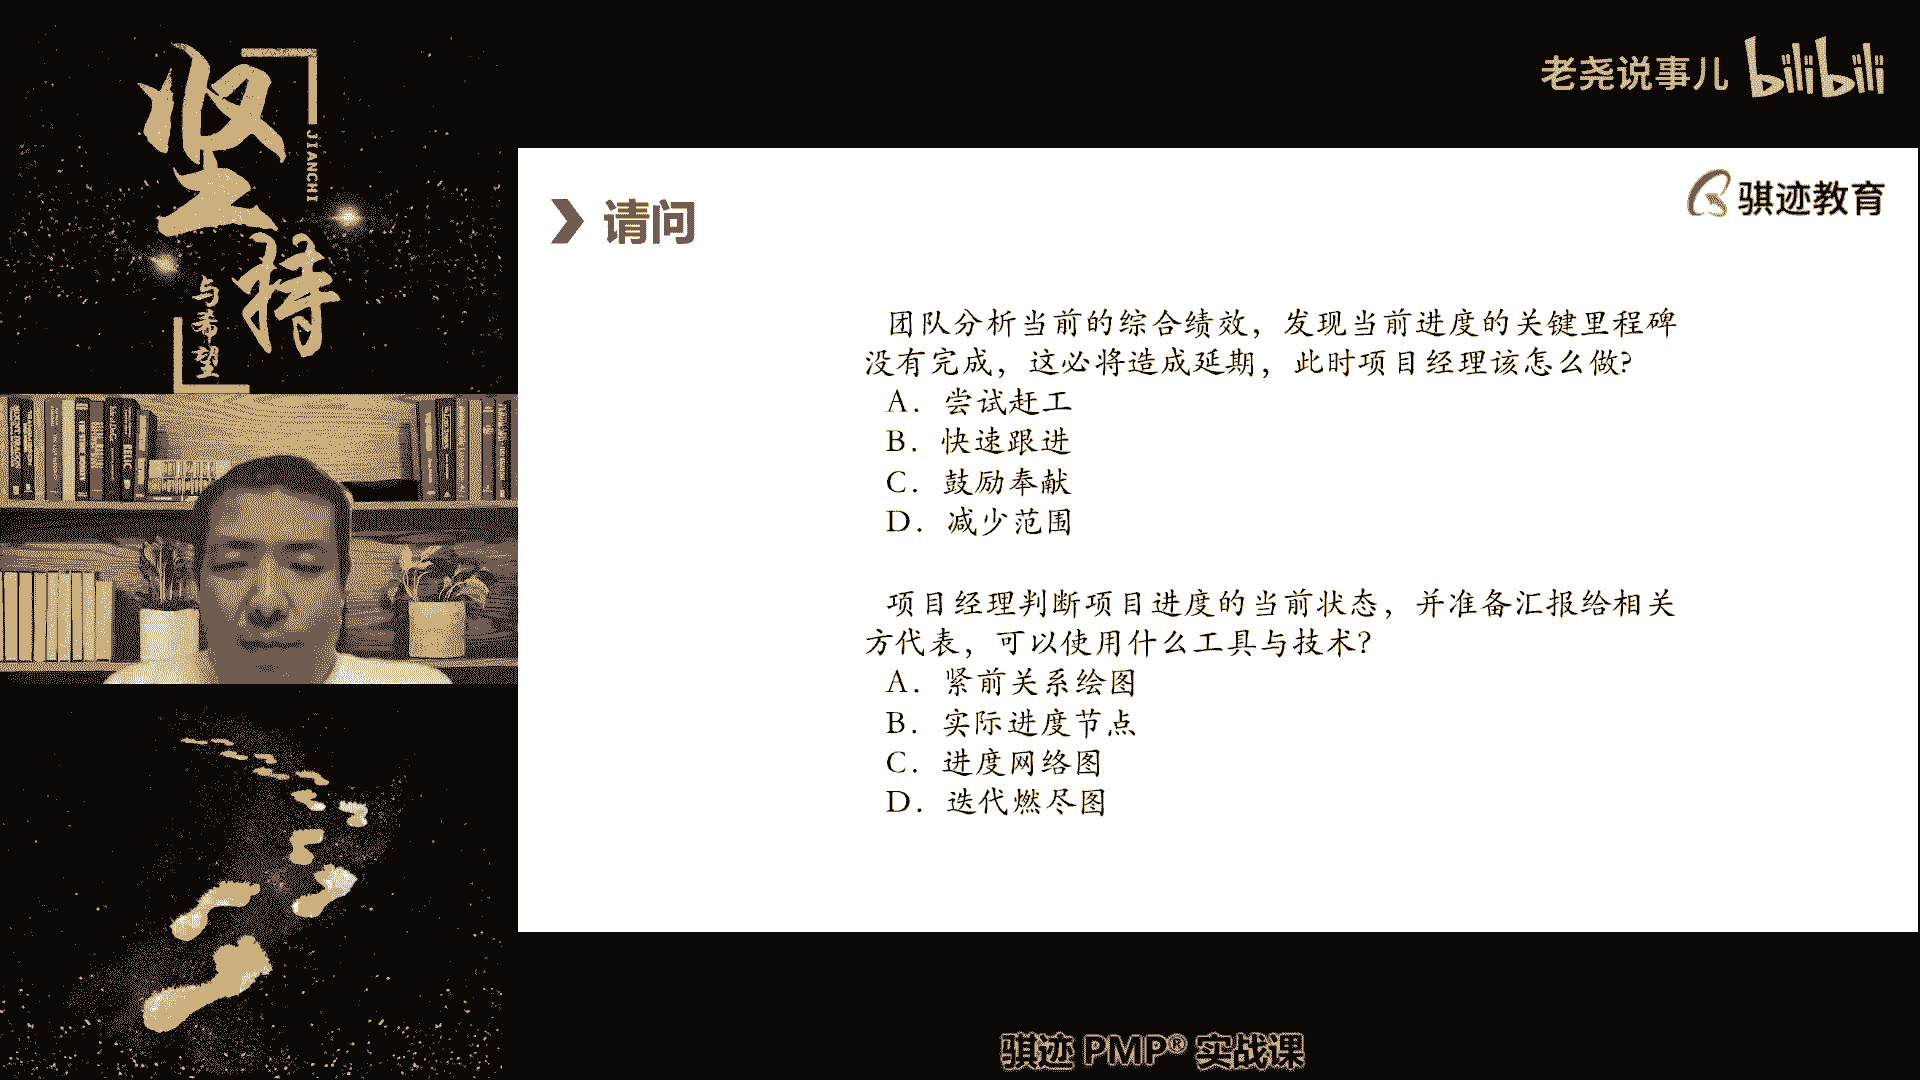 坚持
JIANCHI
与希望
老尧说事儿 bilibili
骐迹教育
请问
团队分析当前的综合绩效，发现当前进度的关键里程碑
没有完成，这必将造成延期，此时项目经理该怎么做?
A. 尝试赶工
B. 快速跟进
C. 鼓励奉献
D. 减少范围
项目经理判断项目进度的当前状态，并准备汇报给相关
方代表，可以使用什么工具与技术?
A. 紧前关系绘图
B. 实际进度节点
C. 进度网络图
D. 迭代燃尽图
骐迹 PMP® 实战课